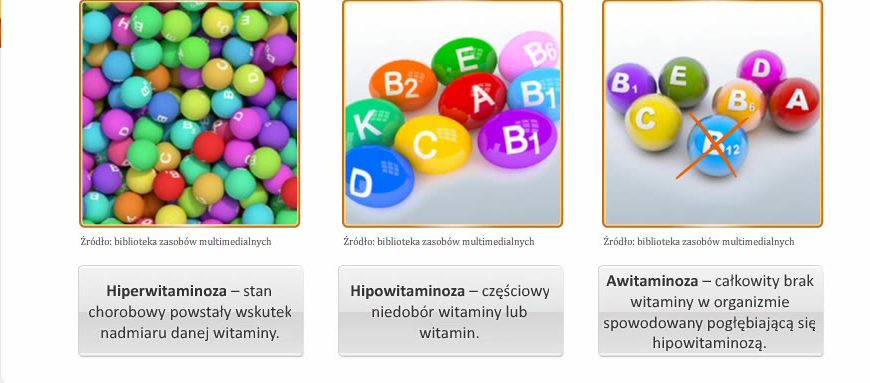 B2
E
B6
K
C
A
B1
B1
D
B1
E
D
C
B6
A
B12
Źródło: biblioteka zasobów multimedialnych
Źródło: biblioteka zasobów multimedialnych
Źródło: biblioteka zasobów multimedialnych
Hiperwitaminoza – stan
chorobowy powstały wskutek
nadmiaru danej witaminy.
Hipowitaminoza – częściowy
niedobór witaminy lub
witamin.
Awitaminoza – całkowity brak
witaminy w organizmie
spowodowany pogłębiającą się
hipowitaminozą.